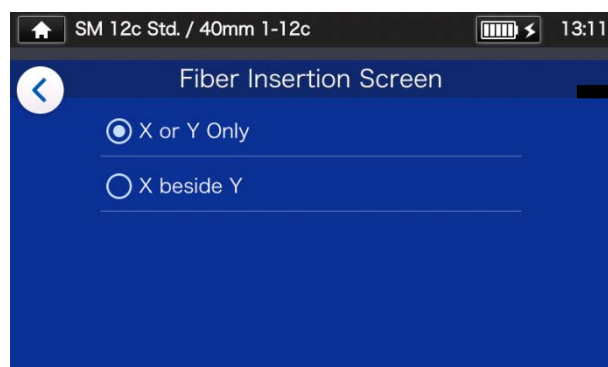 SM 12c Std. / 40mm 1-12c 13:11
Fiber Insertion Screen
X or Y Only
X beside Y